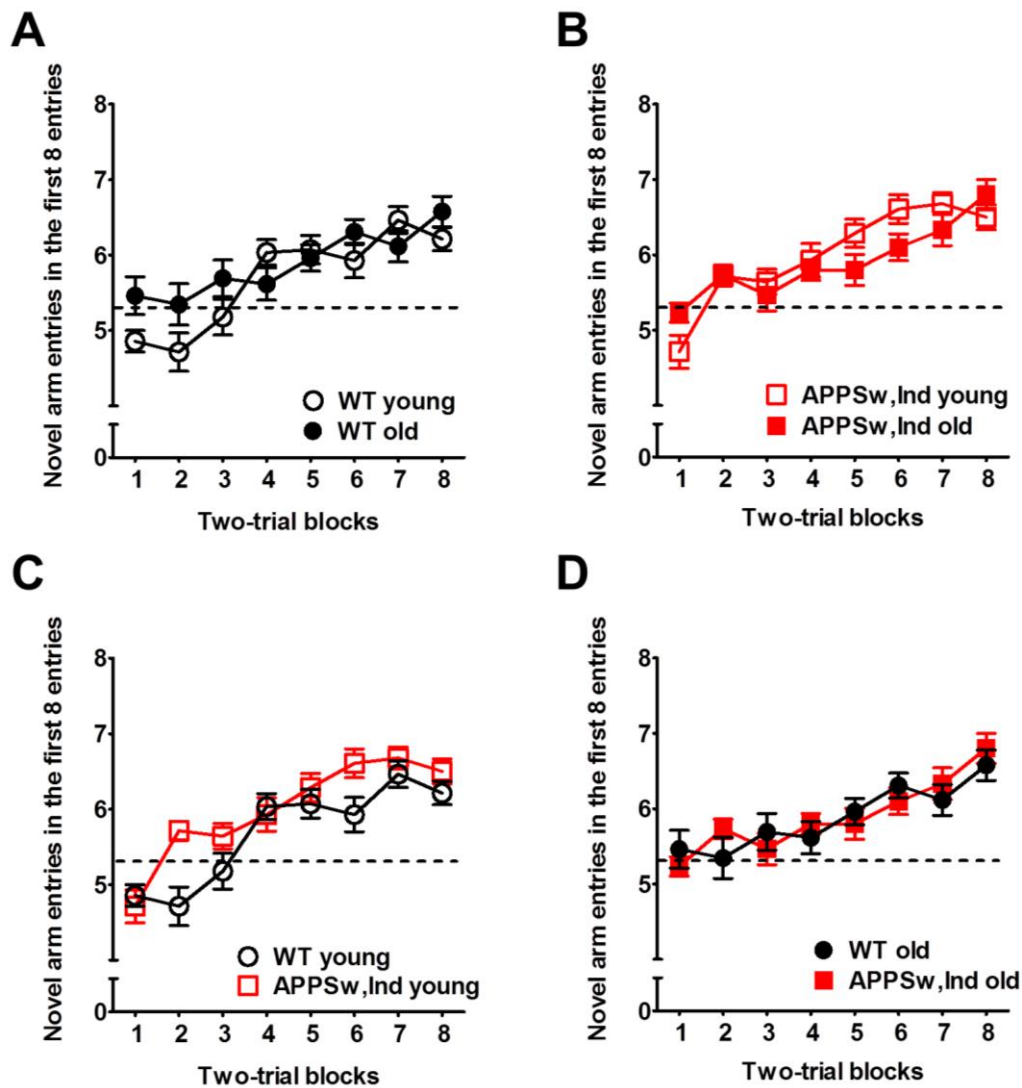 A
Novel arm entries in the first 8 entries
8
7
6
5
0
WT young
WT old
1 2 3 4 5 6 7 8
Two-trial blocks
B
Novel arm entries in the first 8 entries
8
7
6
5
0
APPSw,Ind young
APPSw,Ind old
1 2 3 4 5 6 7 8
Two-trial blocks
C
Novel arm entries in the first 8 entries
8
7
6
5
0
WT young
APPSw,Ind young
1 2 3 4 5 6 7 8
Two-trial blocks
D
Novel arm entries in the first 8 entries
8
7
6
5
0
WT old
APPSw,Ind old
1 2 3 4 5 6 7 8
Two-trial blocks